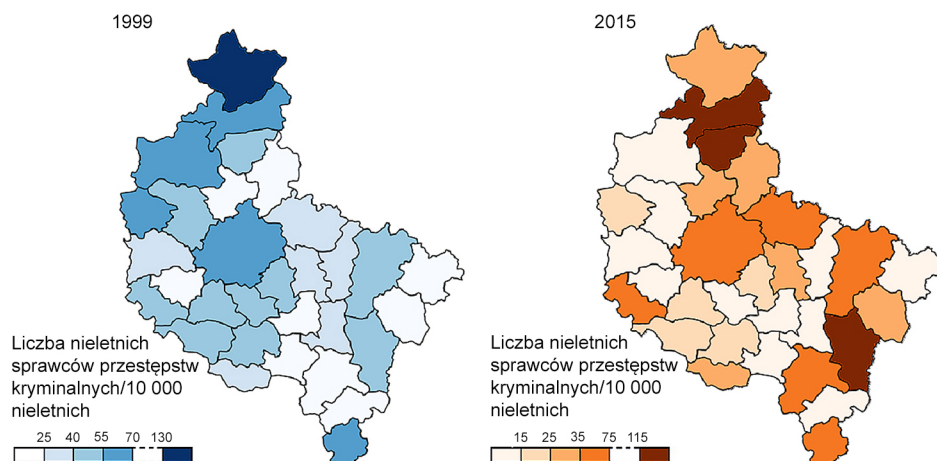 1999
2015
Liczba nieletnich
sprawców przestępstw
kryminalnych/10 000
nieletnich
25 40 55 70 130
Liczba nieletnich
sprawców przestępstw
kryminalnych/10 000
nieletnich
15 25 35 75 115